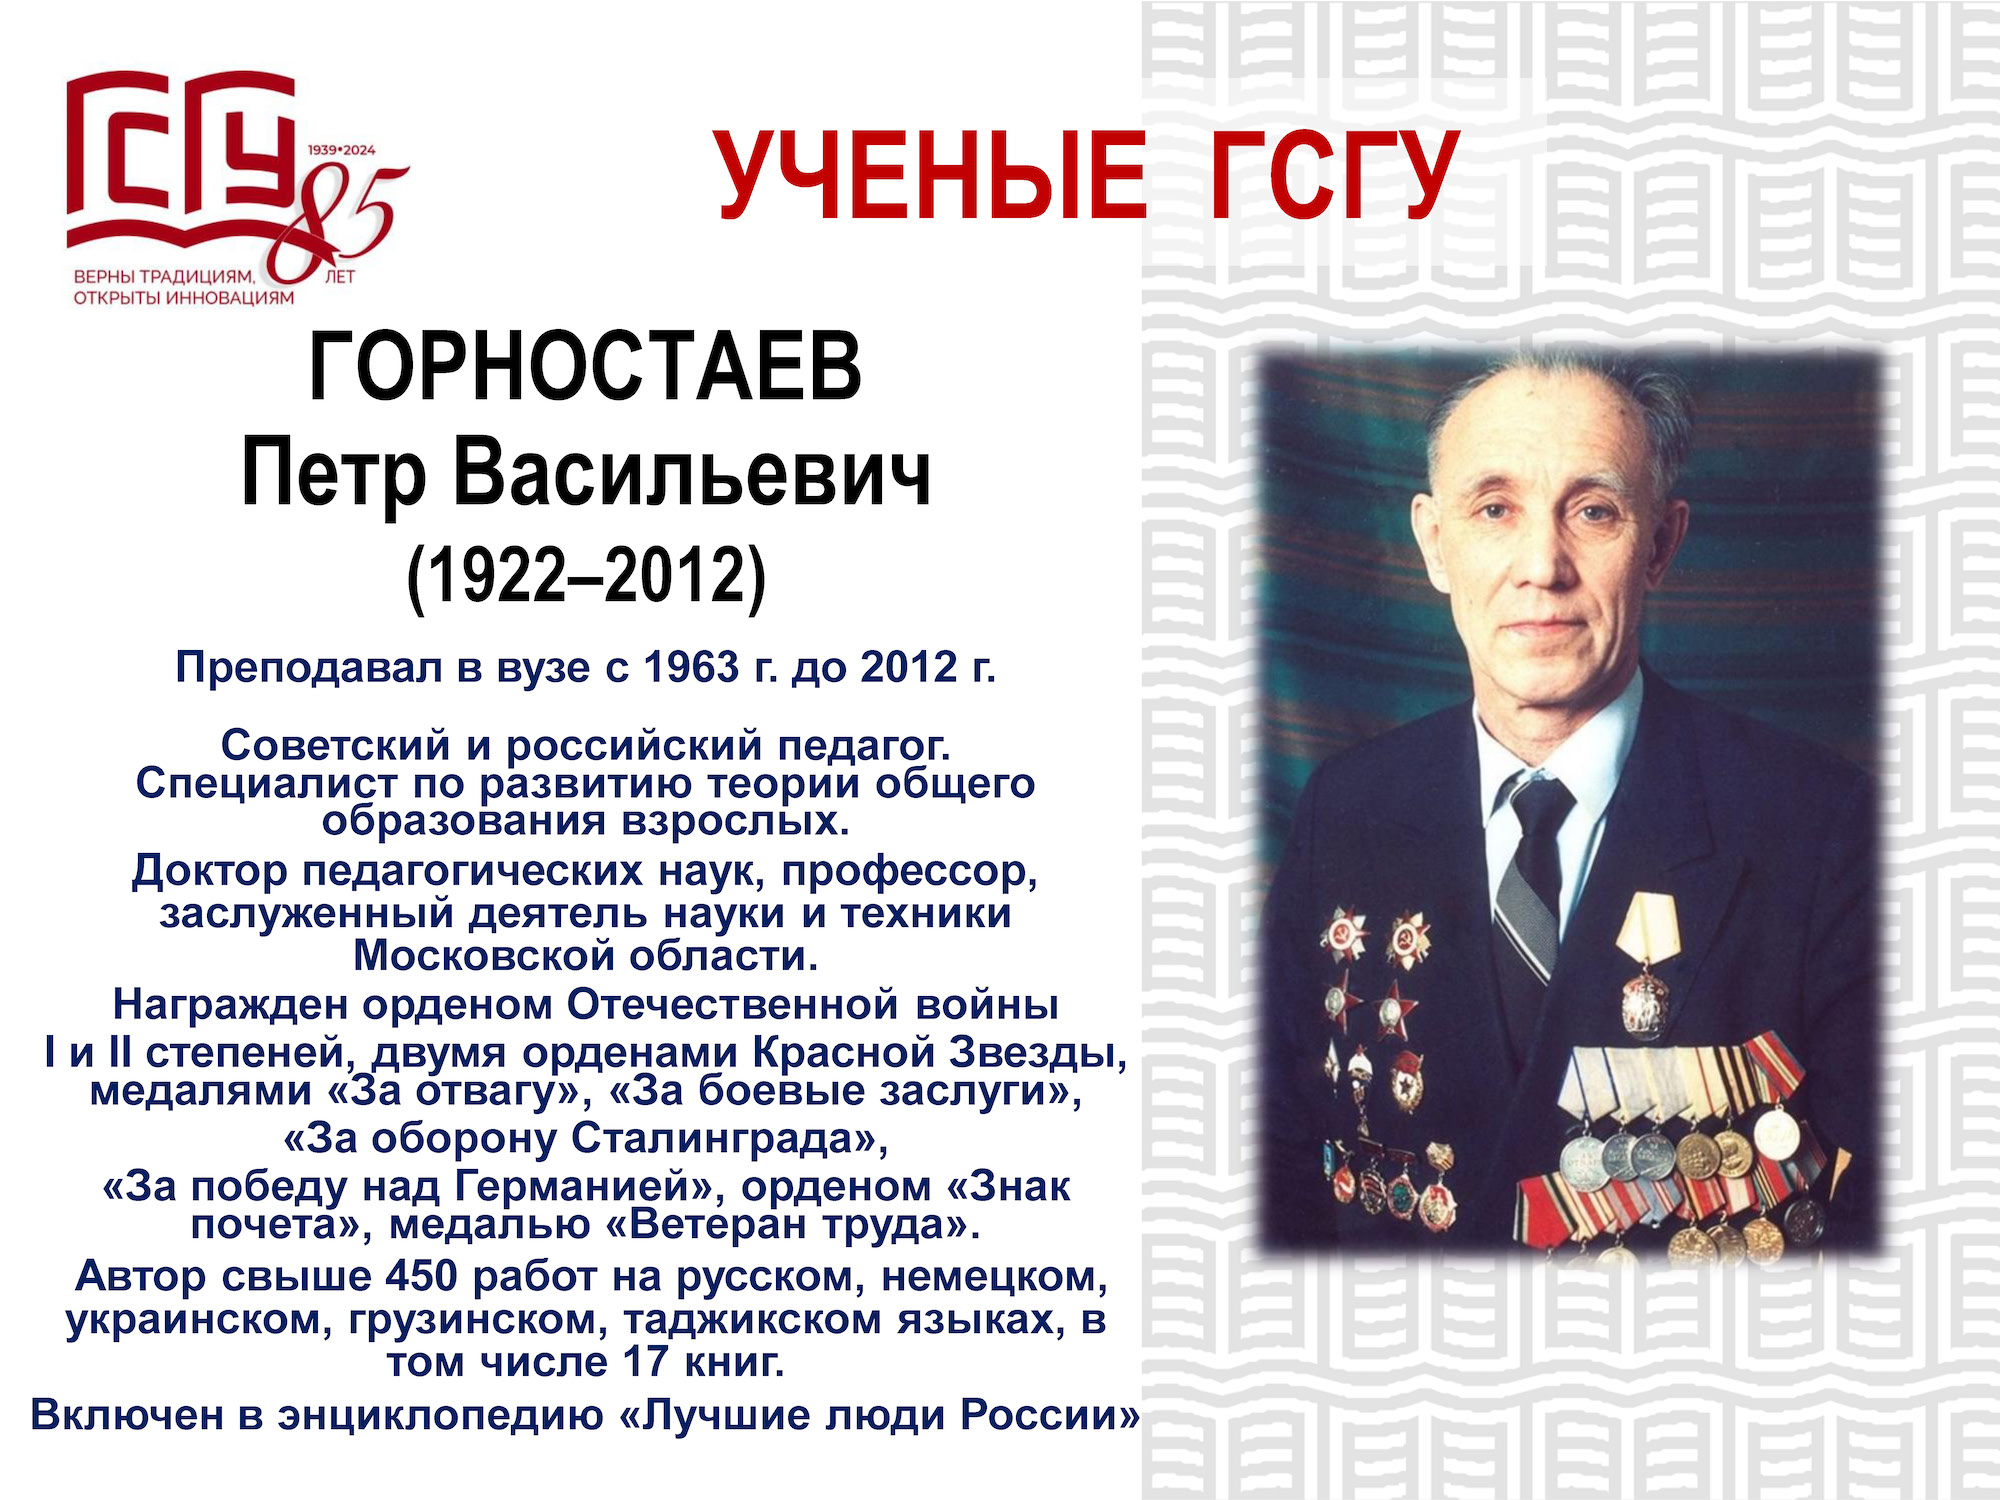 ГСГУ
1939•2024
85
ЛЕТ
ВЕРНЫ ТРАДИЦИЯМ,
ОТКРЫТЫ ИННОВАЦИЯМ
УЧЕНЫЕ ГСГУ
ГОРНОСТАЕВ
Петр Васильевич
(1922–2012)
Преподавал в вузе с 1963 г. до 2012 г.
Советский и российский педагог.
Специалист по развитию теории общего
образования взрослых.
Доктор педагогических наук, профессор,
заслуженный деятель науки и техники
Московской области.
Награжден орденом Отечественной войны
I и II степеней, двумя орденами Красной Звезды,
медалями «За отвагу», «За боевые заслуги»,
«За оборону Сталинграда»,
«За победу над Германией», орденом «Знак
почета», медалью «Ветеран труда».
Автор свыше 450 работ на русском, немецком,
украинском, грузинском, таджикском языках, в
том числе 17 книг.
Включен в энциклопедию «Лучшие люди России»